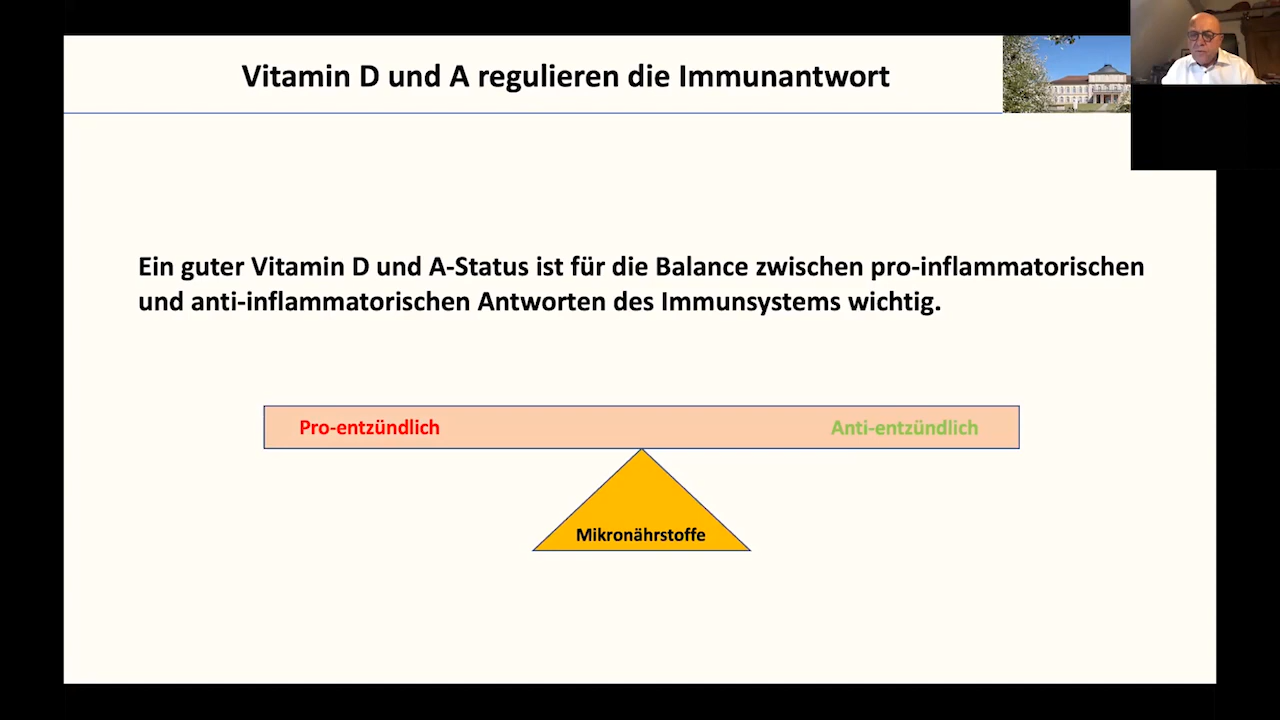 Vitamin D und A regulieren die Immunantwort
Ein guter Vitamin D und A-Status ist für die Balance zwischen pro-inflammatorischen
und anti-inflammatorischen Antworten des Immunsystems wichtig.
Pro-entzündlich
Anti-entzündlich
Mikronährstoffe